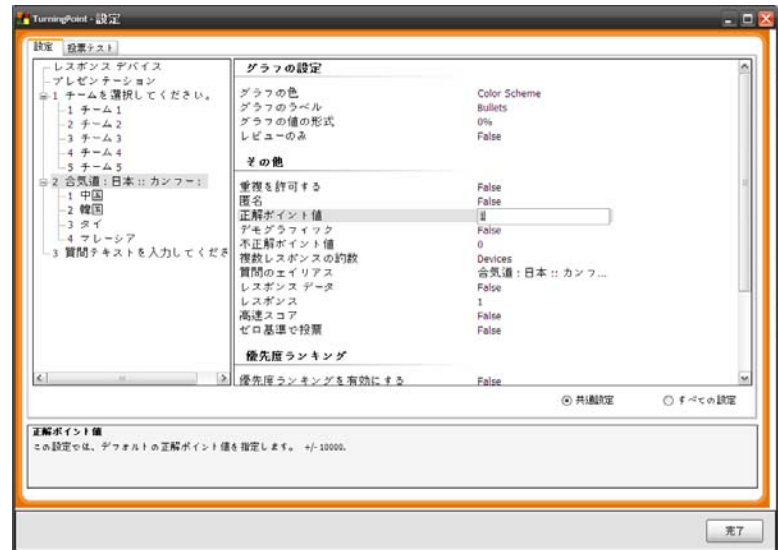 TurningPoint - 設定
設定 投票テスト
レスポンス デバイス
プレゼンテーション
1 チームを選択してください。
1 チーム 1
2 チーム 2
3 チーム 3
4 チーム 4
5 チーム 5
2 合気道 : 日本 :: カンフー :
1 中国
2 韓国
3 タイ
4 マレーシア
3 質問テキストを入力してくださ
グラフの設定
グラフの色 Color Scheme
グラフのラベル Bullets
グラフの値の形式 0%
レビューのみ False
その他
重複を許可する False
匿名 False
正解ポイント値 1
デモグラフィック False
不正解ポイント値 0
複数レスポンスの約数 Devices
質問のエイリアス 合気道 : 日本 :: カンフ...
レスポンス データ False
レスポンス 1
高速スコア False
ゼロ基準で投票 False
優先度ランキング
優先度ランキングを有効にする False
共通設定 すべての設定
正解ポイント値
この設定では、デフォルトの正解ポイント値を指定します。 +/- 10000.
完了